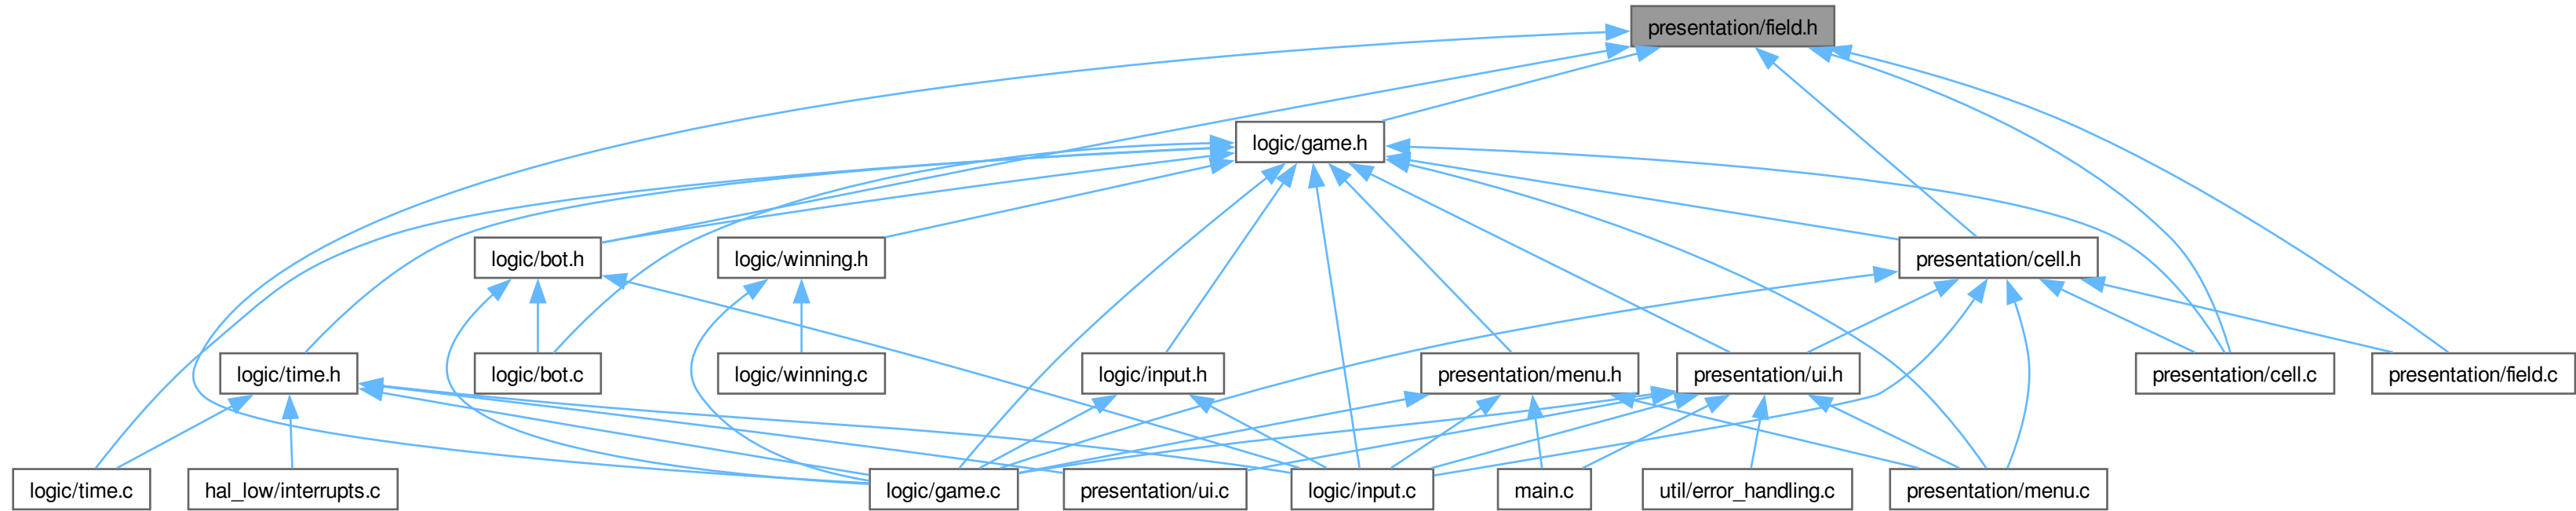 presentation/field.h
logic/game.h
logic/bot.h
logic/winning.h
presentation/cell.h
logic/time.h
logic/bot.c
logic/winning.c
logic/input.h
presentation/menu.h
presentation/ui.h
presentation/cell.c
presentation/field.c
logic/time.c
hal_low/interrupts.c
logic/game.c
presentation/ui.c
logic/input.c
main.c
util/error_handling.c
presentation/menu.c